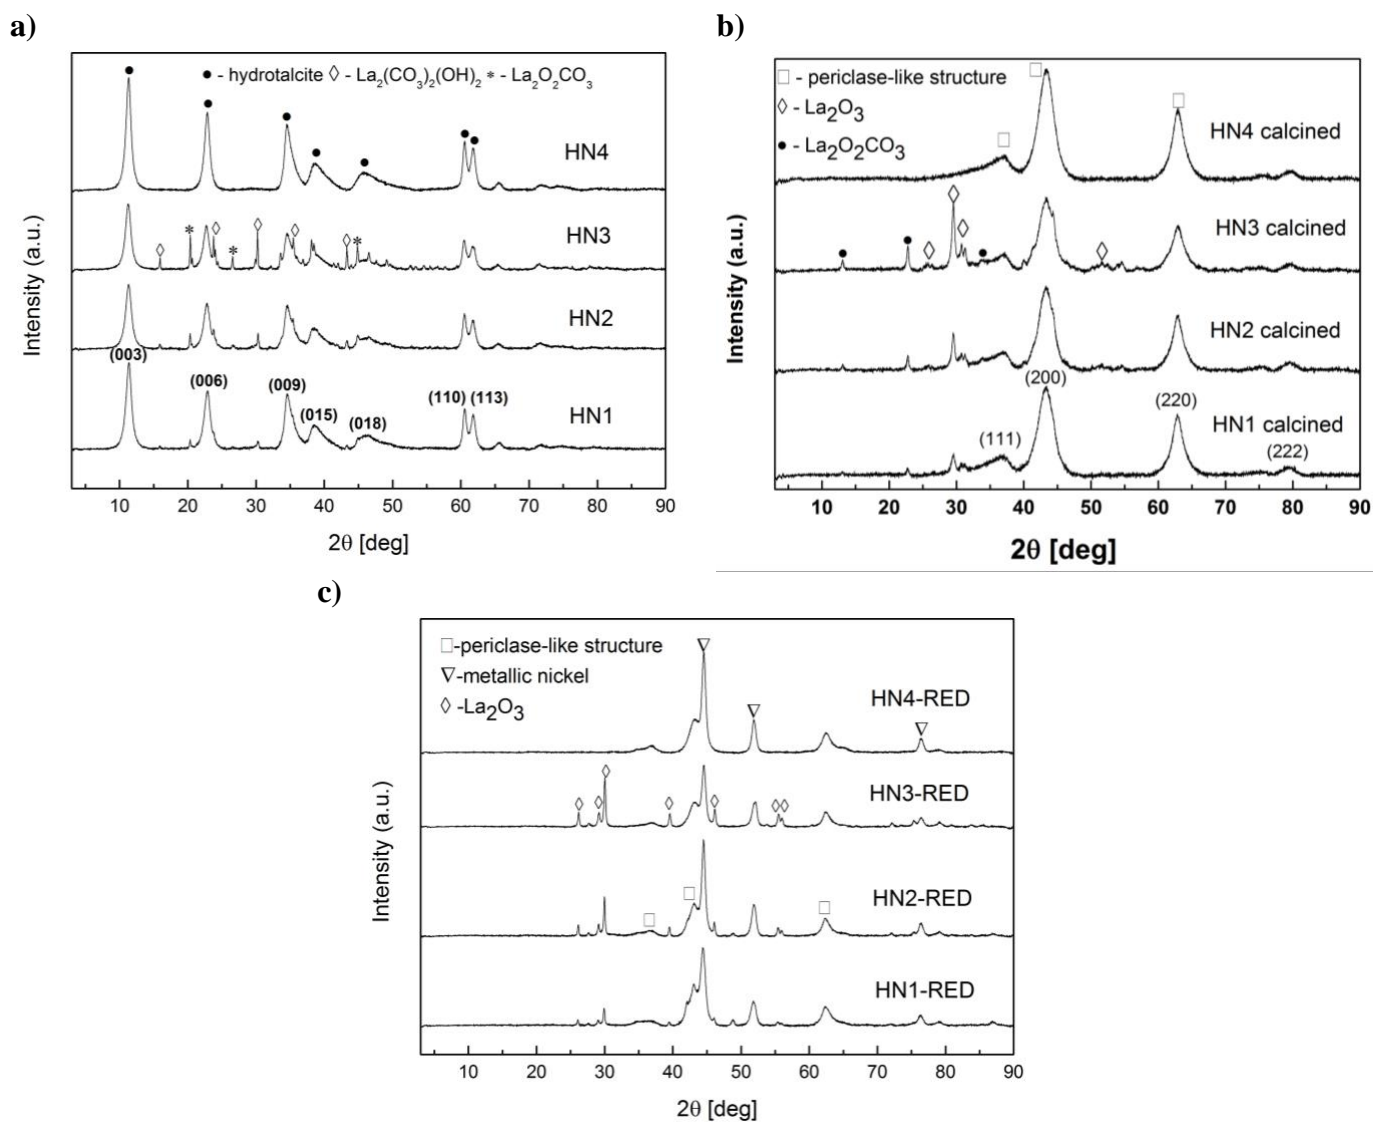 a)
● - hydrotalcite ◊ - La2(CO3)2(OH)2 * - La2O2CO3
HN4
HN3
HN2
(003)
(006)
(009)
(015)
(018)
(110) (113)
HN1
10 20 30 40 50 60 70 80 90
2θ [deg]
Intensity (a.u.)
b)
□ - periclase-like structure
◊ - La2O3
● - La2O2CO3
HN4 calcined
HN3 calcined
HN2 calcined
(200)
(220)
HN1 calcined
(111)
(222)
10 20 30 40 50 60 70 80 90
2θ [deg]
Intensity (a.u.)
c)
□-periclase-like structure
▽-metallic nickel
◊ -La2O3
HN4-RED
HN3-RED
HN2-RED
HN1-RED
10 20 30 40 50 60 70 80 90
2θ [deg]
Intensity (a.u.)